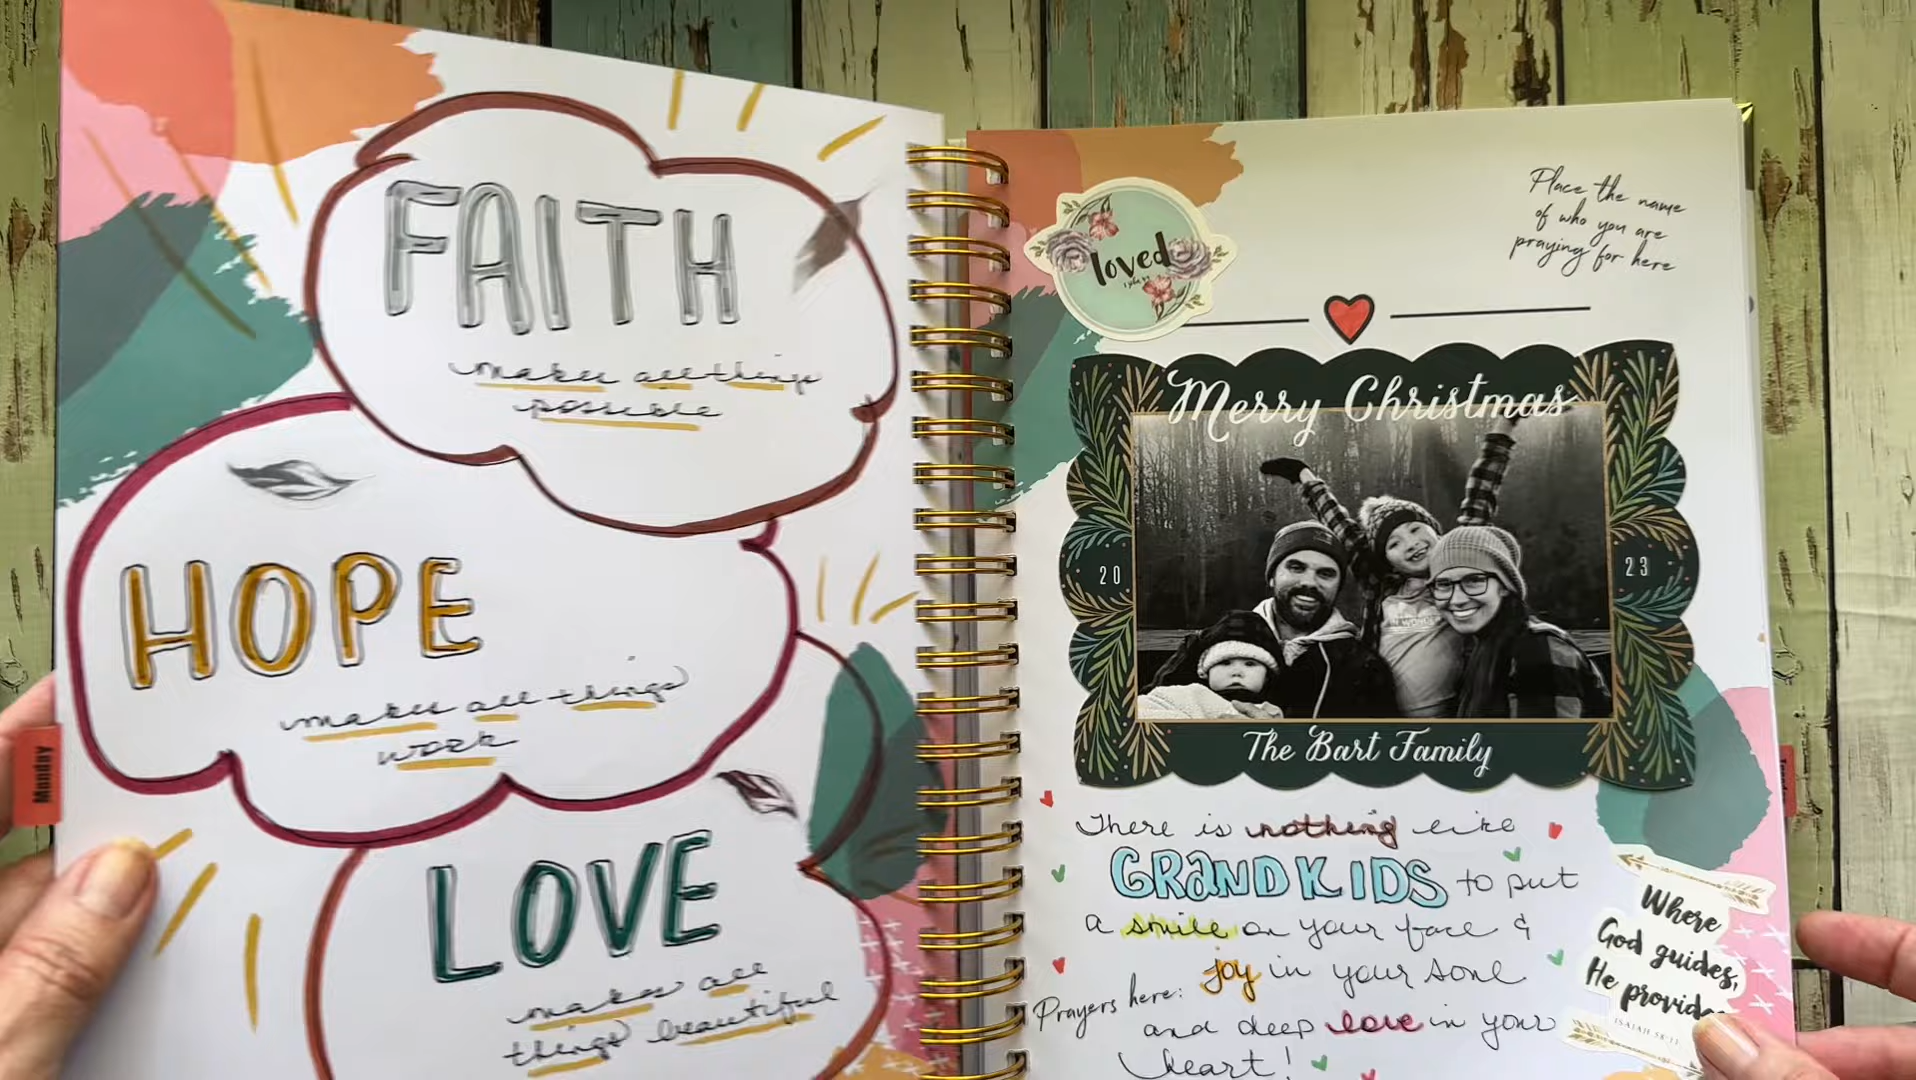 FAITH
makes all things
possible
HOPE
makes all things
work
LOVE
makes all
things beautiful
Monday
loved
Place the name
of who you are
praying for here
Merry Christmas
20 23
The Bart Family
There is nothing like
GRANDKIDS to put
a smile on your face &
joy in your sone
Prayers here:
and deep love in your
heart!
Where
God guides,
He provides
ISAIAH 58:11